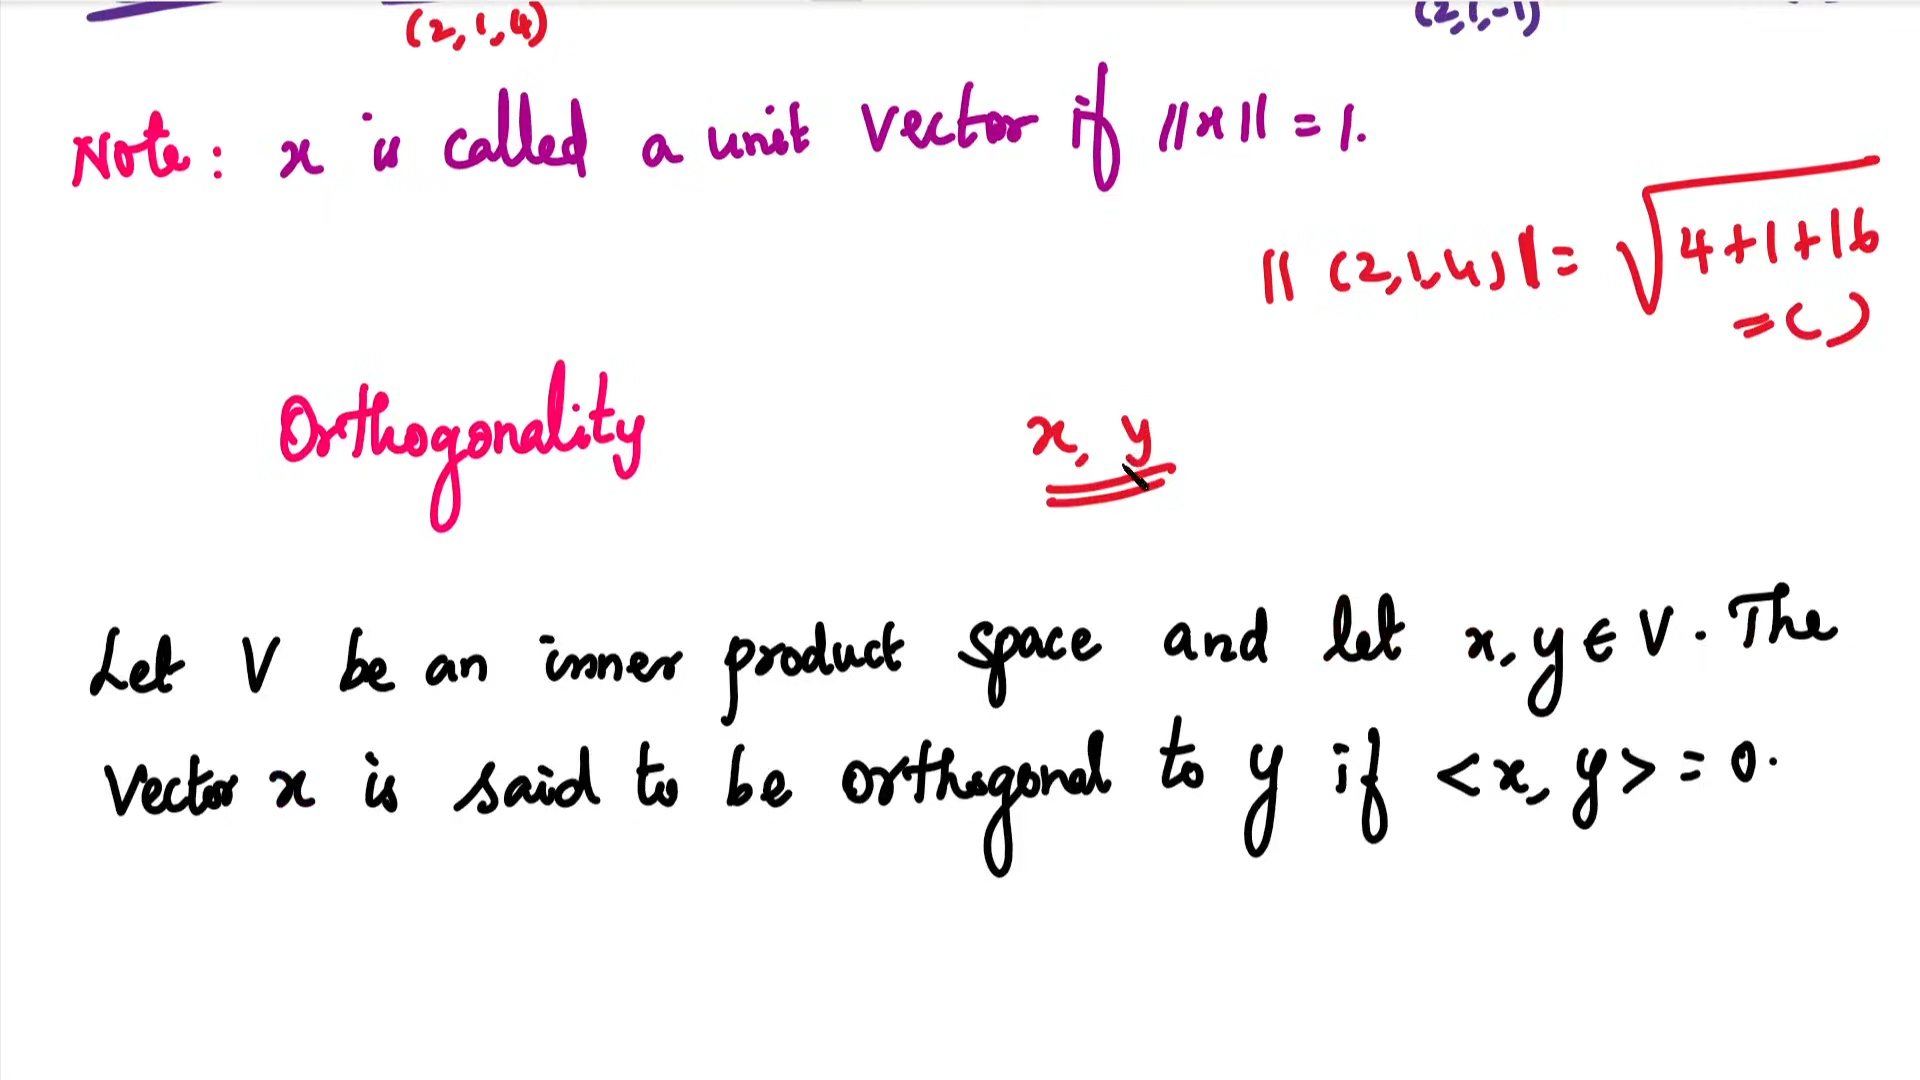 (2,1,4) (2,1,-1)
Note: x is called a unit vector if ||x|| = 1.
|| (2,1,4) || = √4+1+16
= ( )
Orthogonality x, y
Let V be an inner product space and let x, y ∈ V. The
vector x is said to be orthogonal to y if <x, y> = 0.